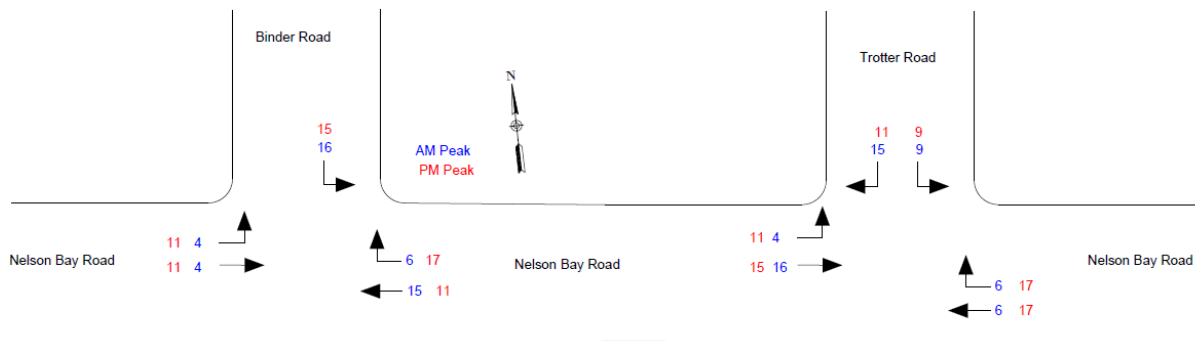 Binder Road
Trotter Road
N
15
16
AM Peak
PM Peak
11 9
15 9
11 4
11 4
Nelson Bay Road
6 17
15 11
Nelson Bay Road
11 4
15 16
Nelson Bay Road
6 17
6 17